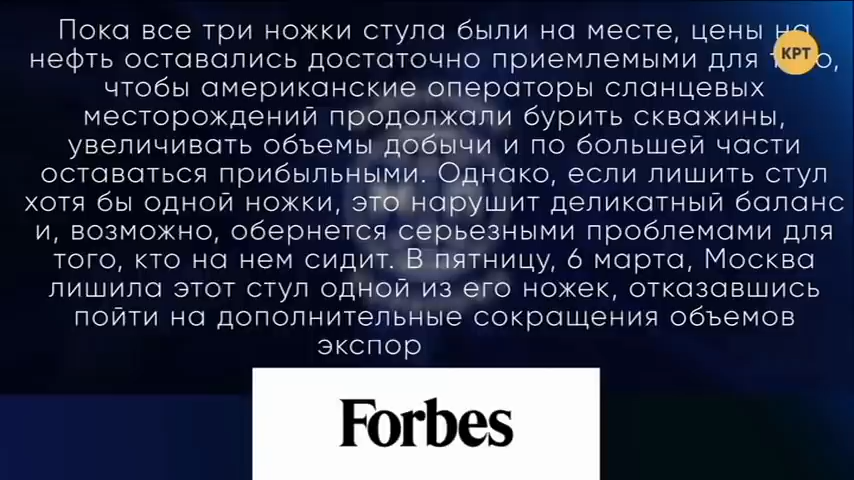 Пока все три ножки стула были на месте, цены на
нефть оставались достаточно приемлемыми для
чтобы американские операторы сланцевых
месторождений продолжали бурить скважины,
увеличивать объемы добычи и по большей части
оставаться прибыльными. Однако, если лишить стул
хотя бы одной ножки, это нарушит деликатный баланс
и, возможно, обернется серьезными проблемами для
того, кто на нем сидит. В пятницу, 6 марта, Москва
лишила этот стул одной из его ножек, отказавшись
пойти на дополнительные сокращения объемов
экспор
КРТ
Forbes